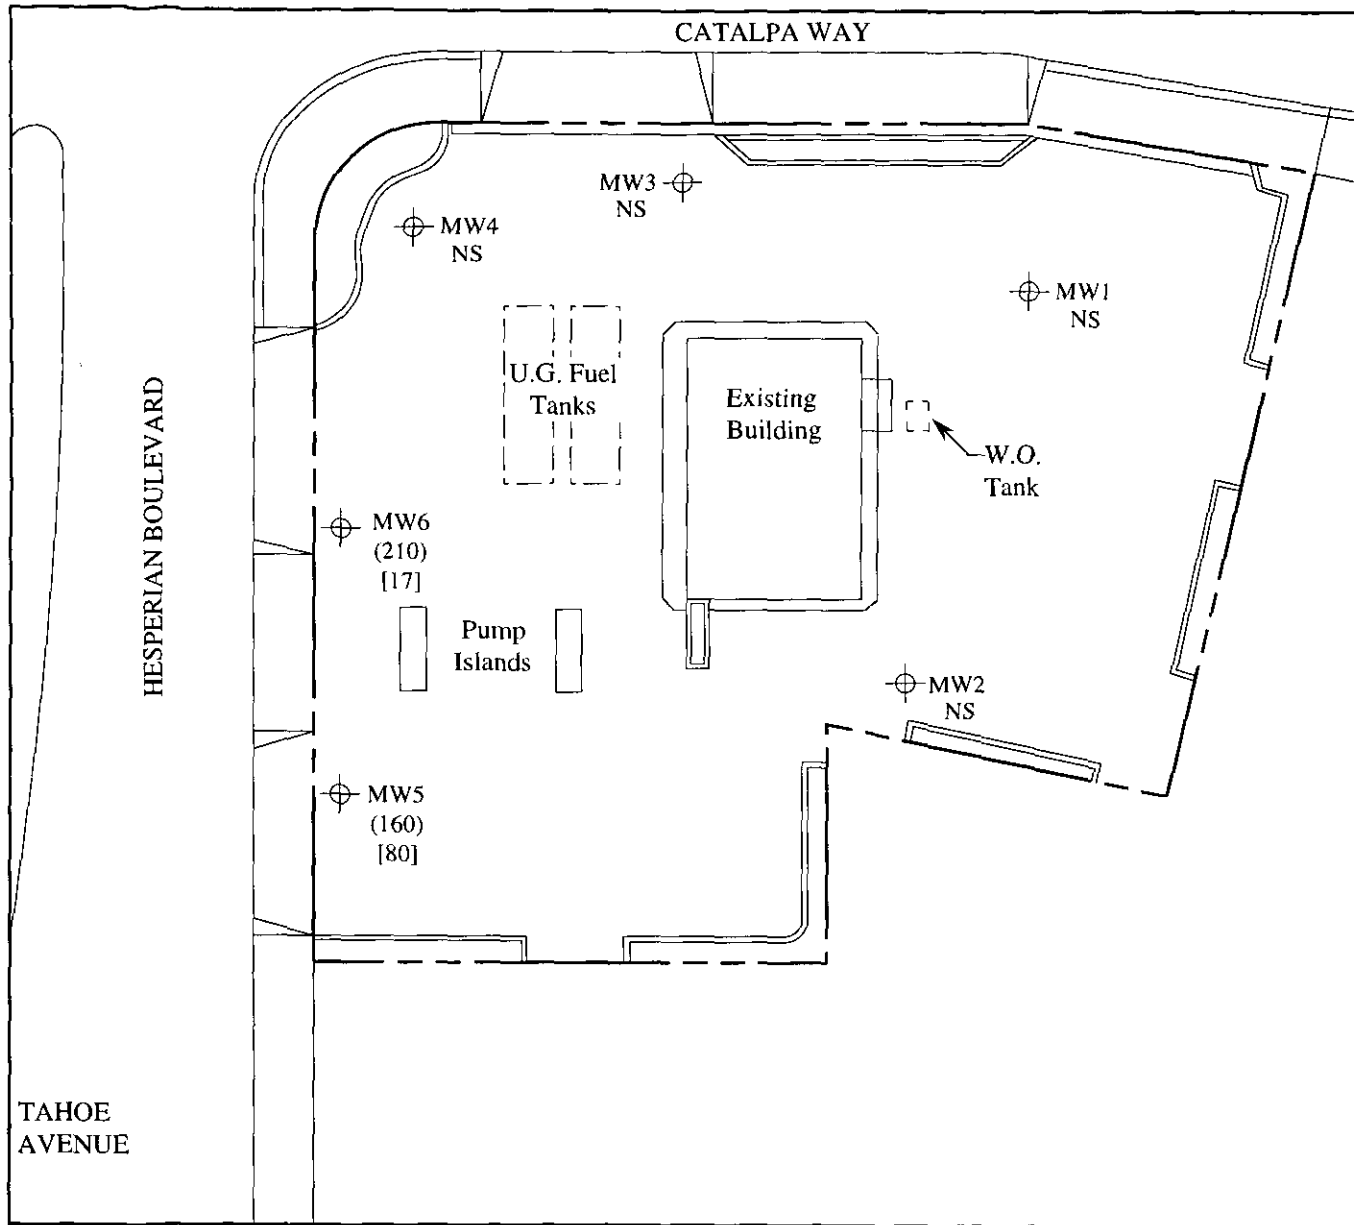 CATALPA WAY
MW3
NS
MW4
NS
MW1
NS
U.G. Fuel
Tanks
Existing
Building
W.O.
Tank
HESPERIAN BOULEVARD
MW6
(210)
[17]
Pump
Islands
MW2
NS
MW5
(160)
[80]
TAHOE
AVENUE